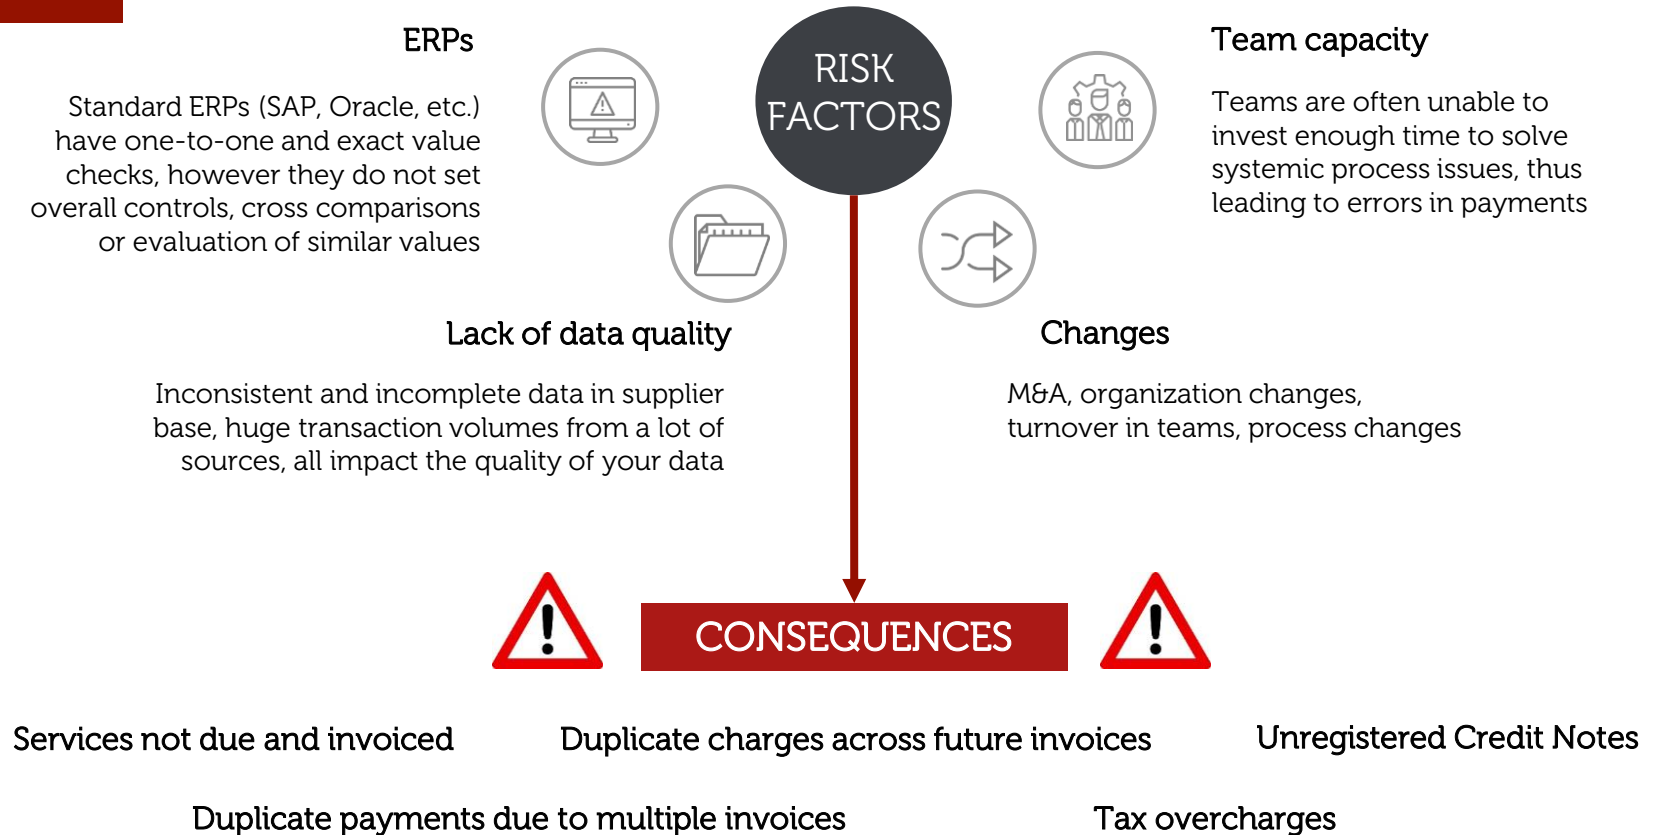 RISK
FACTORS
ERPs
Standard ERPs (SAP, Oracle, etc.)
have one-to-one and exact value
checks, however they do not set
overall controls, cross comparisons
or evaluation of similar values
Team capacity
Teams are often unable to
invest enough time to solve
systemic process issues, thus
leading to errors in payments
Lack of data quality
Inconsistent and incomplete data in supplier
base, huge transaction volumes from a lot of
sources, all impact the quality of your data
Changes
M&A, organization changes,
turnover in teams, process changes
CONSEQUENCES
Services not due and invoiced
Duplicate charges across future invoices
Unregistered Credit Notes
Duplicate payments due to multiple invoices
Tax overcharges